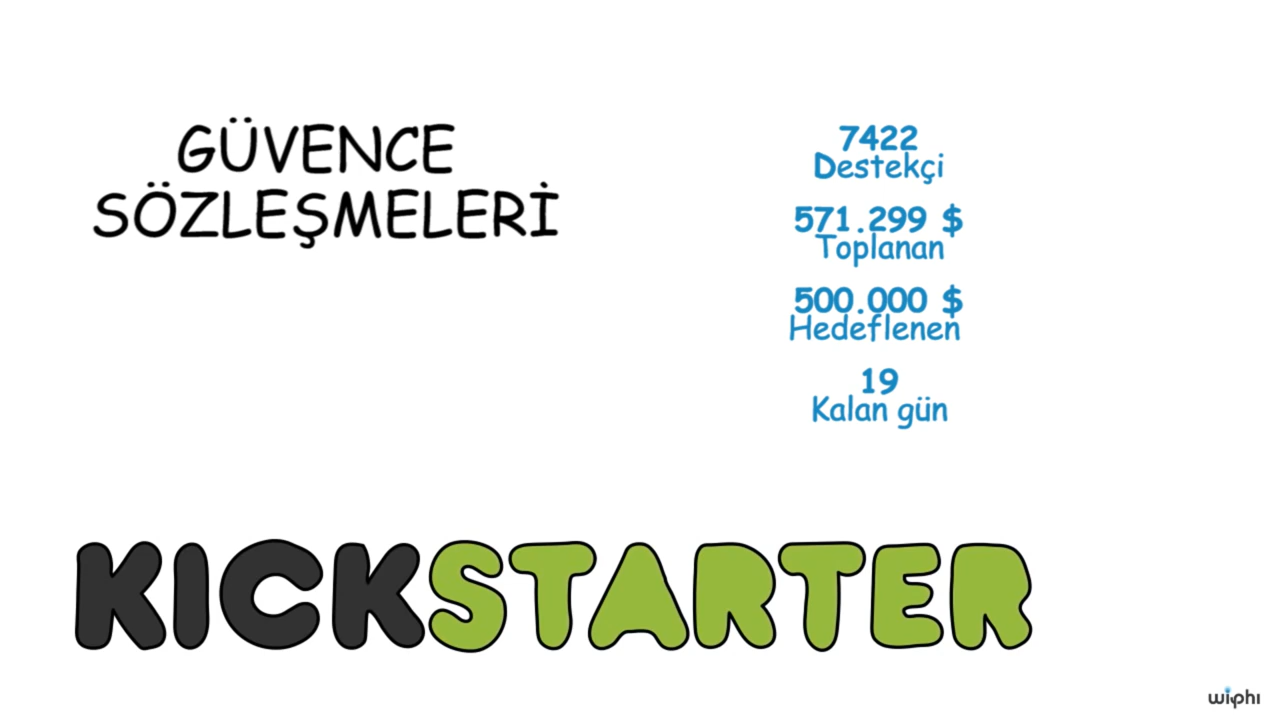 GÜVENCE
SÖZLEŞMELERİ
7422
Destekçi
571.299 $
Toplanan
500.000 $
Hedeflenen
19
Kalan gün
KICKSTARTER
wiphi